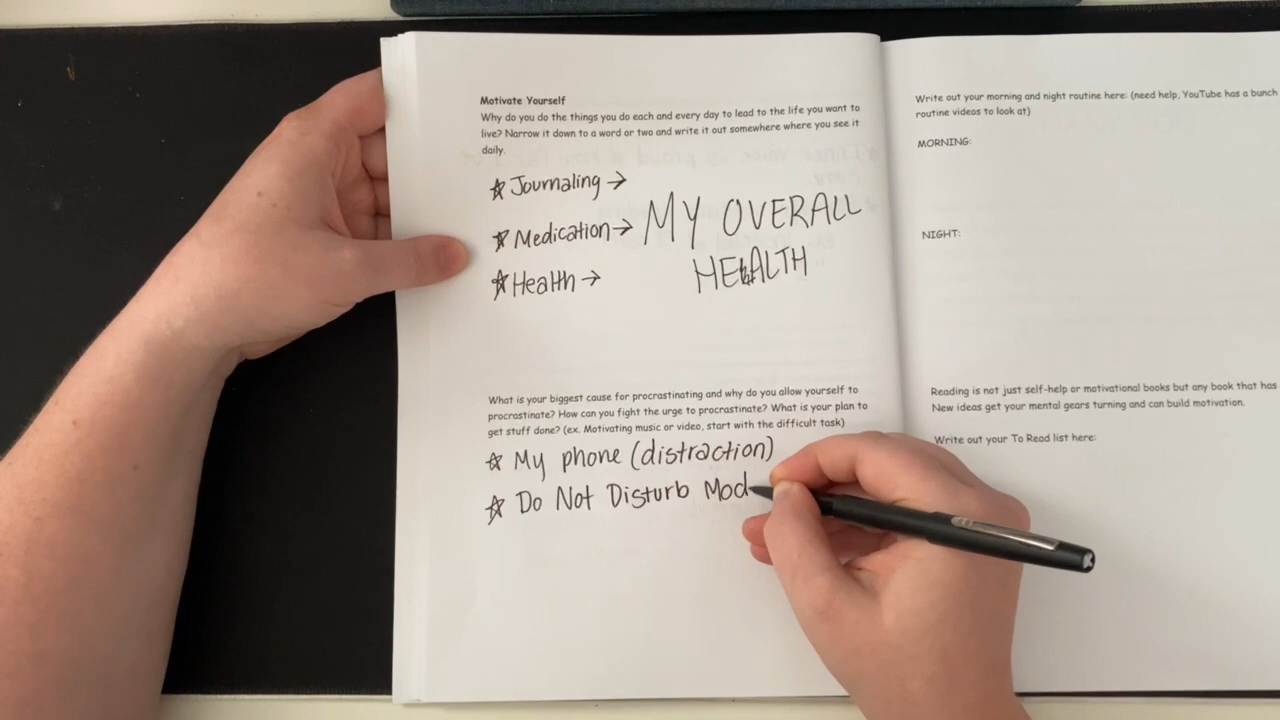 Motivate Yourself
Why do you do the things you do each and every day to lead to the life you want to
live? Narrow it down to a word or two and write it out somewhere where you see it
daily.
☆ Journaling →
☆ Medication → MY OVERALL
HEALTH
☆ Health →
What is your biggest cause for procrastinating and why do you allow yourself to
procrastinate? How can you fight the urge to procrastinate? What is your plan to
get stuff done? (ex. Motivating music or video, start with the difficult task)
☆ My phone (distraction)
☆ Do Not Disturb Mod
Write out your morning and night routine here: (need help, YouTube has a bunch
routine videos to look at)
MORNING:
NIGHT:
Reading is not just self-help or motivational books but any book that has
New ideas get your mental gears turning and can build motivation.
Write out your To Read list here: